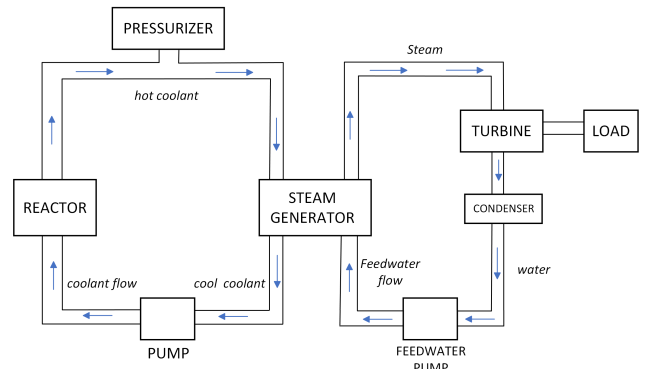 PRESSURIZER
Steam
hot coolant
TURBINE
LOAD
REACTOR
STEAM
GENERATOR
CONDENSER
coolant flow
cool coolant
Feedwater
flow
water
PUMP
FEEDWATER
PUMP